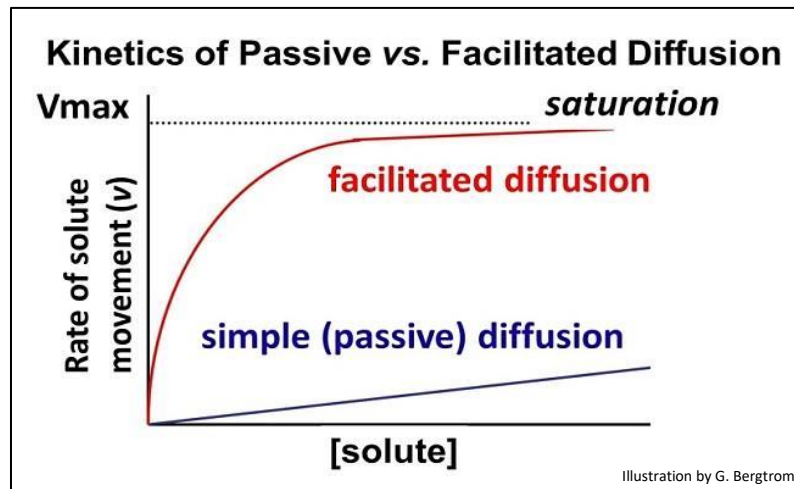 Kinetics of Passive vs. Facilitated Diffusion
Vmax
saturation
facilitated diffusion
Rate of solute
movement (v)
simple (passive) diffusion
[solute]
Illustration by G. Bergtrom